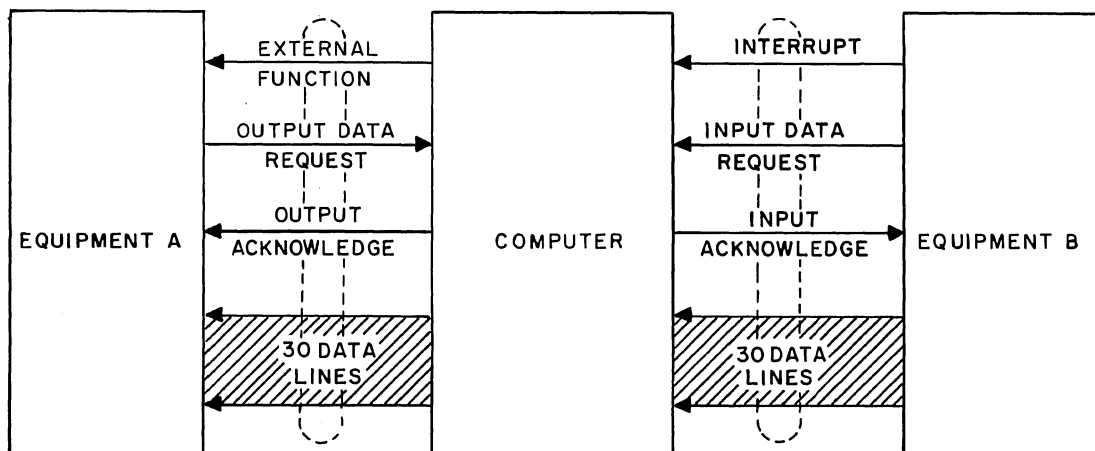 EXTERNAL
FUNCTION
OUTPUT DATA
REQUEST
OUTPUT
ACKNOWLEDGE
30 DATA
LINES
EQUIPMENT A
COMPUTER
INTERRUPT
INPUT DATA
REQUEST
INPUT
ACKNOWLEDGE
30 DATA
LINES
EQUIPMENT B